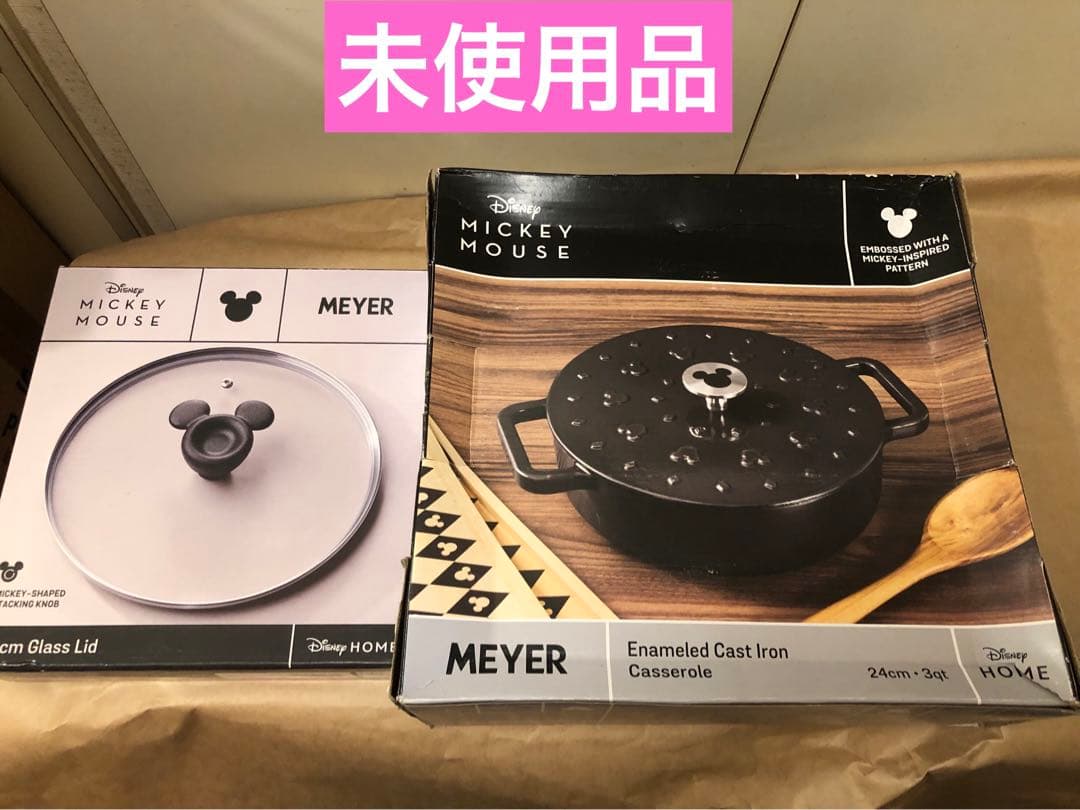 未使用品
Disney
MICKEY
MOUSE
MEYER
MICKEY-SHAPED
STACKING KNOB
cm Glass Lid
Disney HOME
Disney
MICKEY
MOUSE
EMBOSSED WITH A
MICKEY-INSPIRED
PATTERN
MEYER
Enameled Cast Iron
Casserole
24cm • 3qt
Disney
HOME